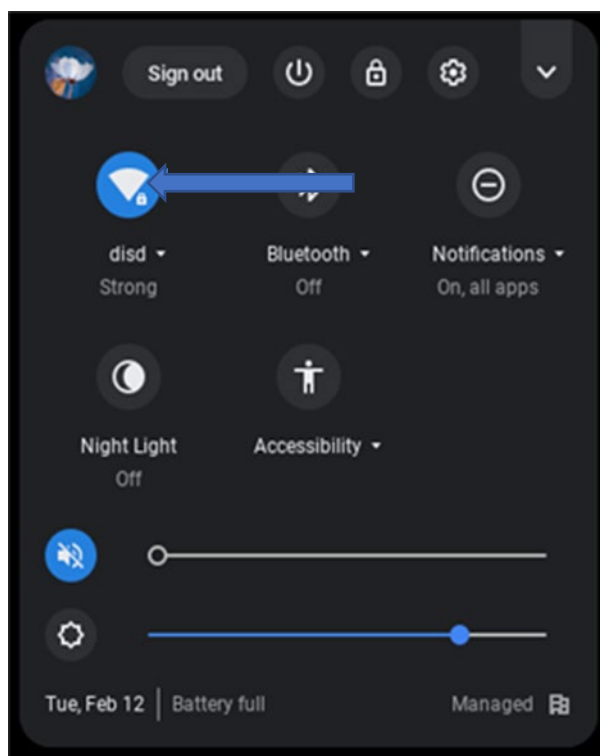 Sign out
disd Bluetooth Notifications
Strong Off On, all apps
Night Light Accessibility
Off
Tue, Feb 12 Battery full Managed